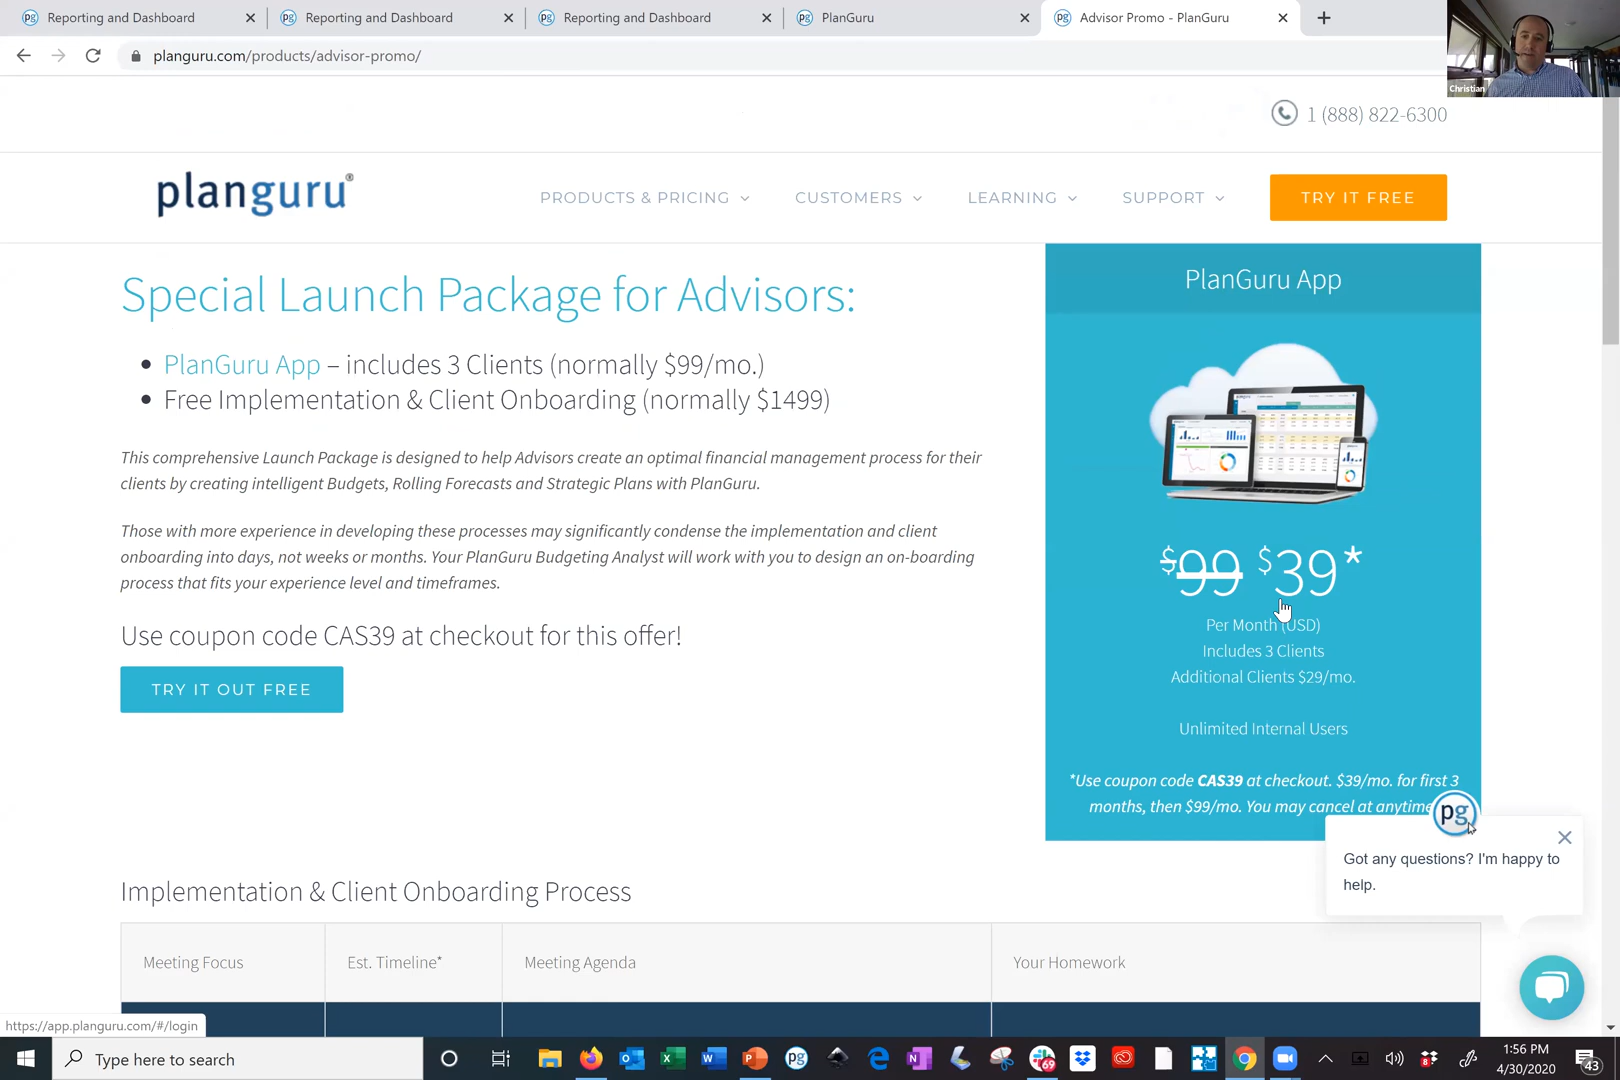 Reporting and Dashboard
Reporting and Dashboard
Reporting and Dashboard
PlanGuru
Advisor Promo - PlanGuru
planguru.com/products/advisor-promo/
Christian
1 (888) 822-6300
planguru®
PRODUCTS & PRICING
CUSTOMERS
LEARNING
SUPPORT
TRY IT FREE
Special Launch Package for Advisors:
• PlanGuru App – includes 3 Clients (normally $99/mo.)
• Free Implementation & Client Onboarding (normally $1499)
This comprehensive Launch Package is designed to help Advisors create an optimal financial management process for their
clients by creating intelligent Budgets, Rolling Forecasts and Strategic Plans with PlanGuru.
Those with more experience in developing these processes may significantly condense the implementation and client
onboarding into days, not weeks or months. Your PlanGuru Budgeting Analyst will work with you to design an on-boarding
process that fits your experience level and timeframes.
Use coupon code CAS39 at checkout for this offer!
TRY IT OUT FREE
PlanGuru App
$99 $39*
Per Month (USD)
Includes 3 Clients
Additional Clients $29/mo.
Unlimited Internal Users
*Use coupon code CAS39 at checkout. $39/mo. for first 3
months, then $99/mo. You may cancel at anytime
pg
Got any questions? I'm happy to
help.
Implementation & Client Onboarding Process
Meeting Focus
Est. Timeline*
Meeting Agenda
Your Homework
https://app.planguru.com/#/login
Type here to search
1:56 PM
4/30/2020
43